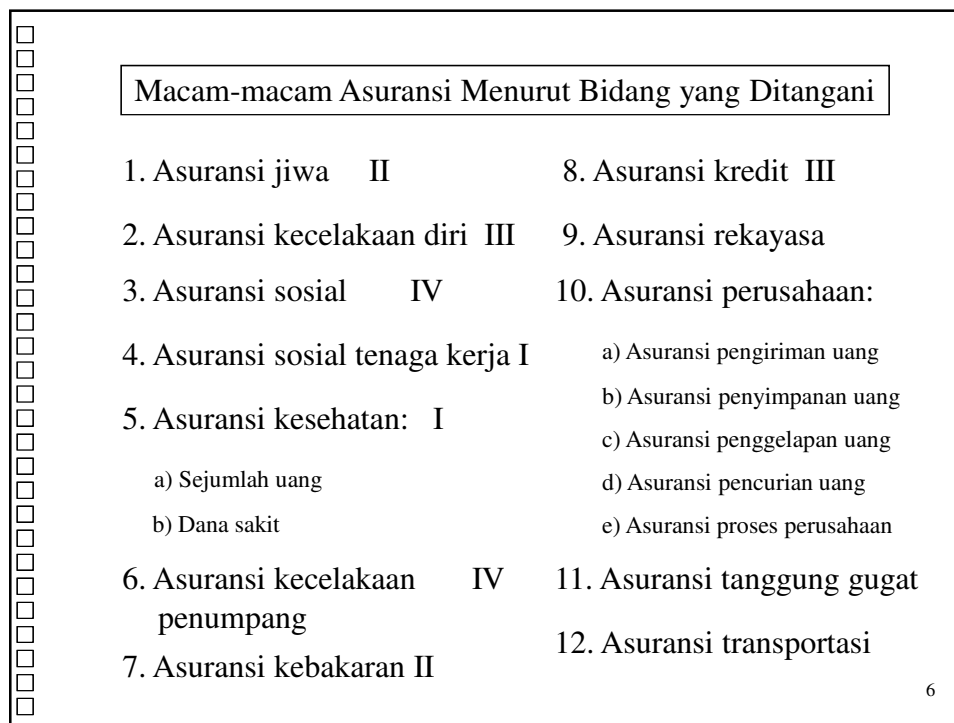 Macam-macam Asuransi Menurut Bidang yang Ditangani
1. Asuransi jiwa II
2. Asuransi kecelakaan diri III
3. Asuransi sosial IV
4. Asuransi sosial tenaga kerja I
5. Asuransi kesehatan: I
a) Sejumlah uang
b) Dana sakit
6. Asuransi kecelakaan IV
penumpang
7. Asuransi kebakaran II
8. Asuransi kredit III
9. Asuransi rekayasa
10. Asuransi perusahaan:
a) Asuransi pengiriman uang
b) Asuransi penyimpanan uang
c) Asuransi penggelapan uang
d) Asuransi pencurian uang
e) Asuransi proses perusahaan
11. Asuransi tanggung gugat
12. Asuransi transportasi
6